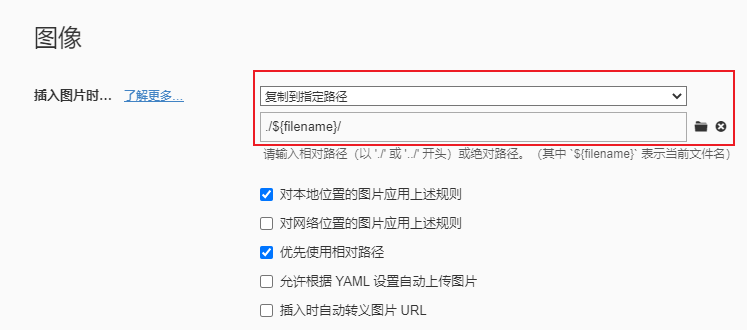 图像
插入图片时... 了解更多...
复制到指定路径
./${filename}/
请输入相对路径（以 './' 或 '../' 开头）或绝对路径。（其中 `${filename}` 表示当前文件名）
对本地位置的图片应用上述规则
对网络位置的图片应用上述规则
优先使用相对路径
允许根据 YAML 设置自动上传图片
插入时自动转义图片 URL